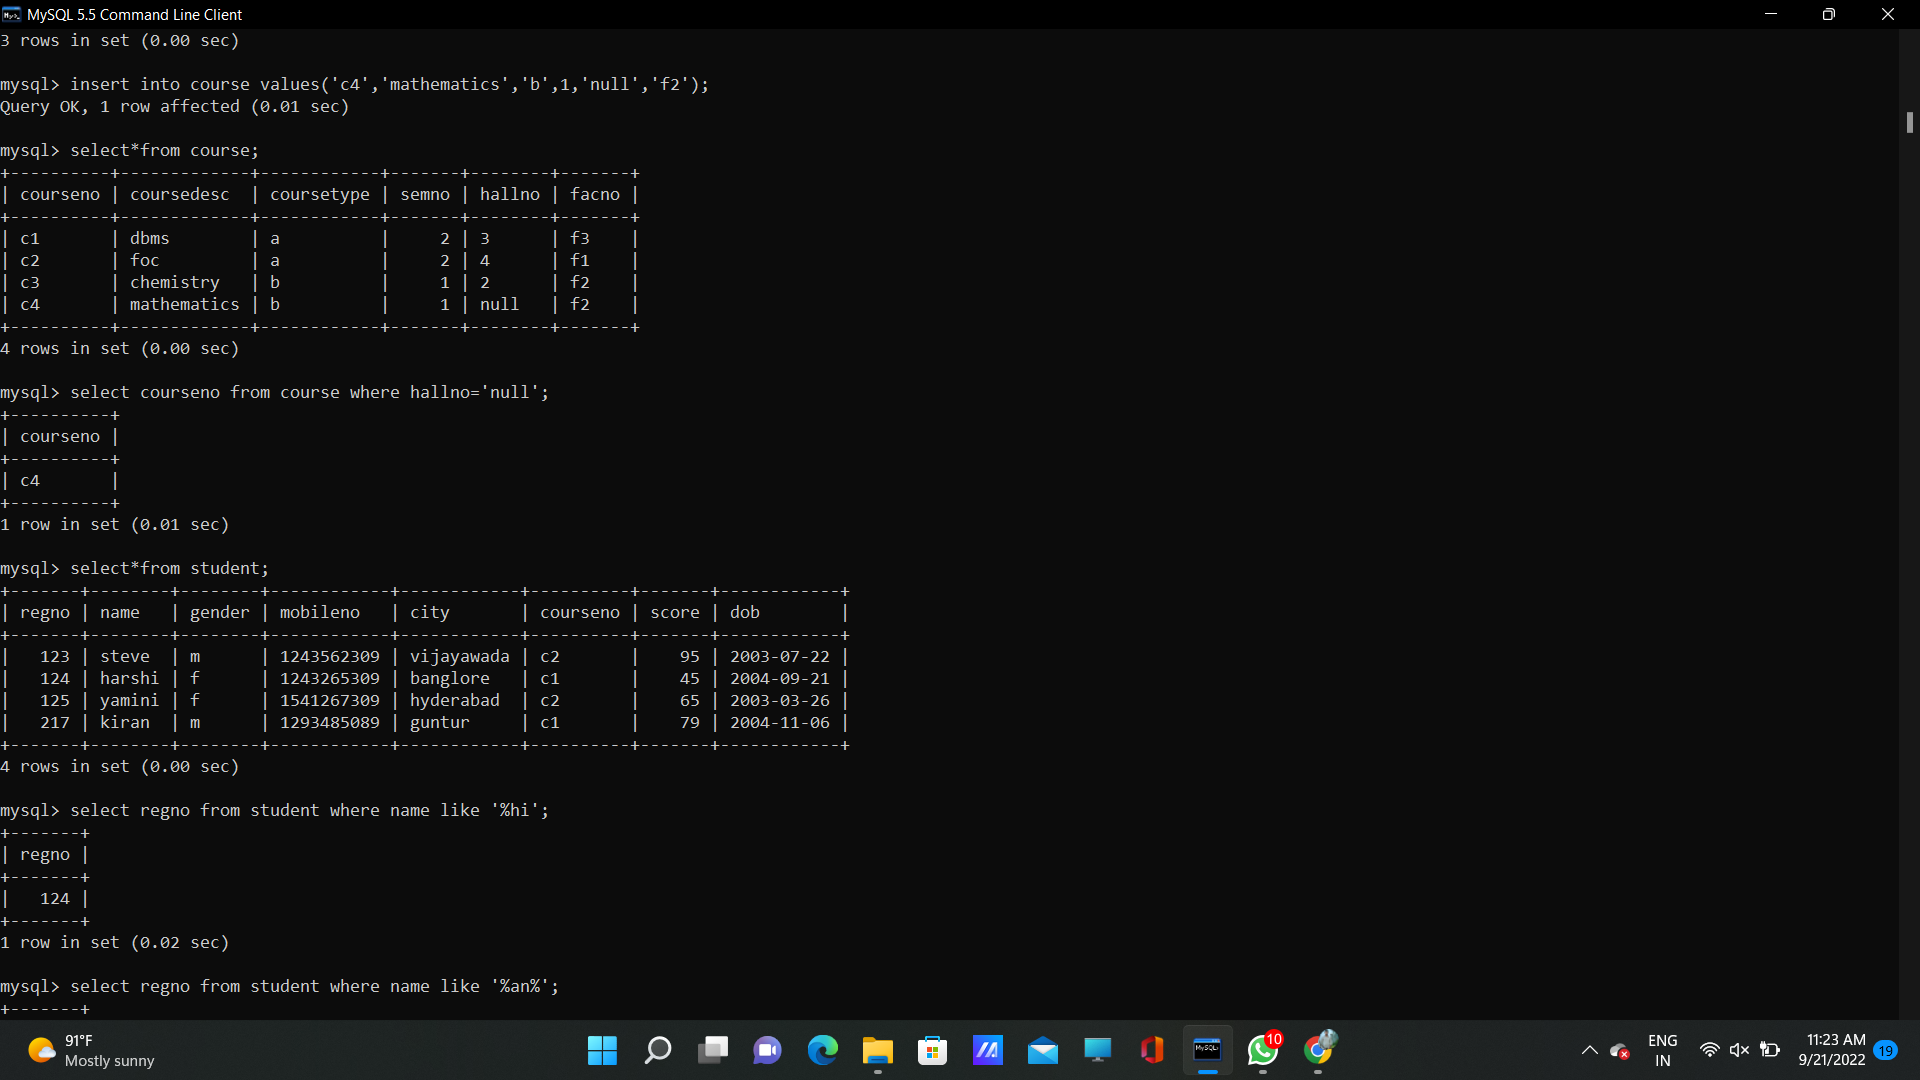 MySQL 5.5 Command Line Client
3 rows in set (0.00 sec)
mysql> insert into course values('c4','mathematics','b',1,'null','f2');
Query OK, 1 row affected (0.01 sec)
mysql> select*from course;
+----------+-------------+------------+-------+--------+-------+
| courseno | coursedesc  | coursetype | semno | hallno | facno |
+----------+-------------+------------+-------+--------+-------+
| c1       | dbms        | a          |     2 | 3      | f3    |
| c2       | foc         | a          |     2 | 4      | f1    |
| c3       | chemistry   | b          |     1 | 2      | f2    |
| c4       | mathematics | b          |     1 | null   | f2    |
+----------+-------------+------------+-------+--------+-------+
4 rows in set (0.00 sec)
mysql> select courseno from course where hallno='null';
+----------+
| courseno |
+----------+
| c4       |
+----------+
1 row in set (0.01 sec)
mysql> select*from student;
+-------+--------+--------+------------+------------+----------+-------+------------+
| regno | name   | gender | mobileno   | city       | courseno | score | dob        |
+-------+--------+--------+------------+------------+----------+-------+------------+
|   123 | steve  | m      | 1243562309 | vijayawada | c2       |    95 | 2003-07-22 |
|   124 | harshi | f      | 1243265309 | banglore   | c1       |    45 | 2004-09-21 |
|   125 | yamini | f      | 1541267309 | hyderabad  | c2       |    65 | 2003-03-26 |
|   217 | kiran  | m      | 1293485089 | guntur     | c1       |    79 | 2004-11-06 |
+-------+--------+--------+------------+------------+----------+-------+------------+
4 rows in set (0.00 sec)
mysql> select regno from student where name like '%hi';
+-------+
| regno |
+-------+
|   124 |
+-------+
1 row in set (0.02 sec)
mysql> select regno from student where name like '%an%';
+-------+
91°F
Mostly sunny
MySQL
10
ENG
IN
11:23 AM
9/21/2022
19